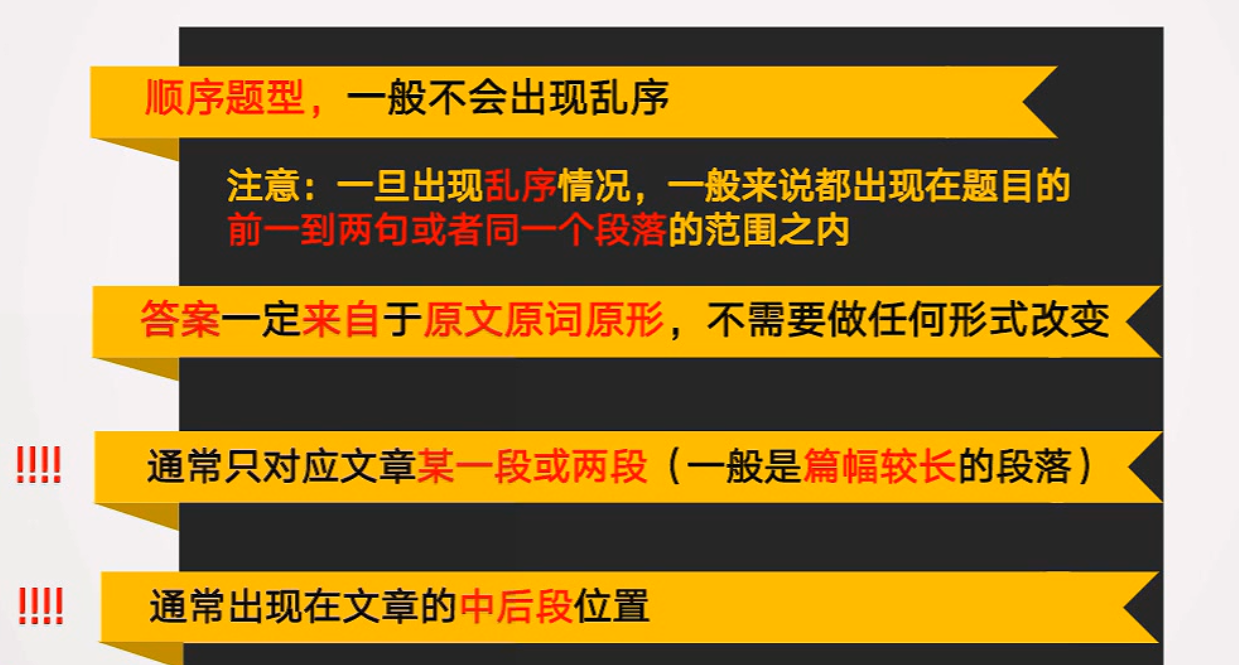 顺序题型，一般不会出现乱序
注意：一旦出现乱序情况，一般来说都出现在题目的
前一到两句或者同一个段落的范围之内
答案一定来自于原文原词原形，不需要做任何形式改变
!!!! 通常只对应文章某一段或两段（一般是篇幅较长的段落）
!!!! 通常出现在文章的中后段位置